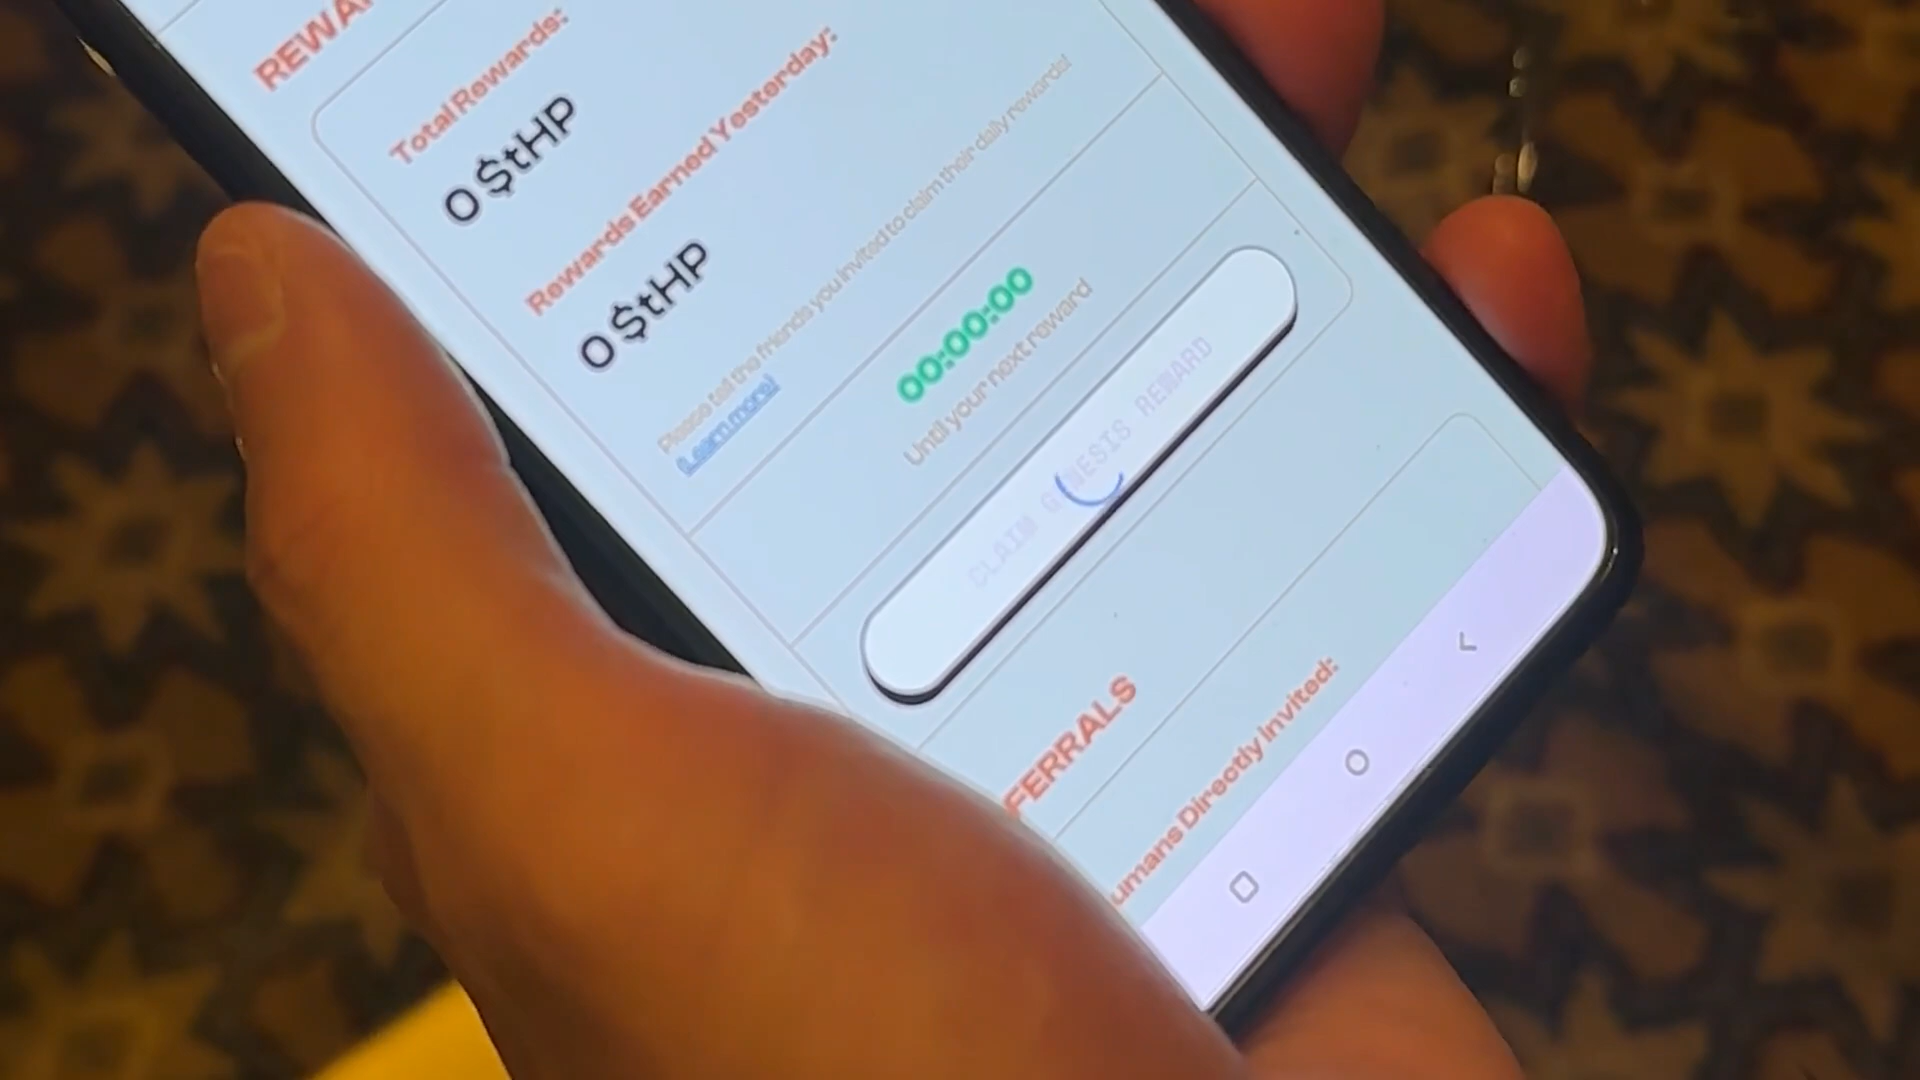 REWA
Total Rewards:
0 $tHP
Rewards Earned Yesterday:
0 $tHP
Please tell the friends you invited to claim their daily rewards!
(Learn more)
00:00:00
Until your next reward
CLAIM GENESIS REWARD
FERRALS
umans Directly Invited: